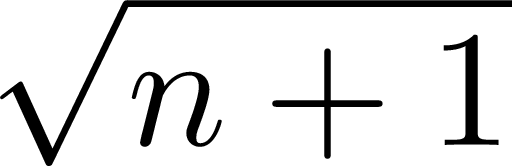 √n + 1